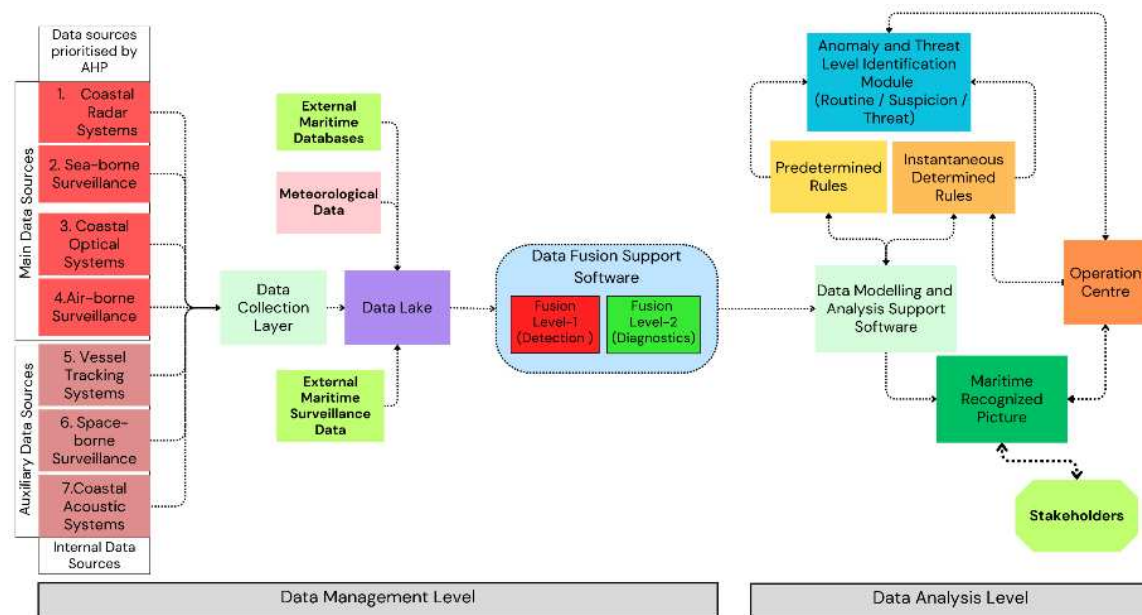 Data sources
prioritised by
AHP
Main Data Sources
1. Coastal
Radar
Systems
2. Sea-borne
Surveillance
3. Coastal
Optical
Systems
4.Air-borne
Surveillance
Auxiliary Data Sources
5. Vessel
Tracking
Systems
6. Space-
borne
Surveillance
7.Coastal
Acoustic
Systems
Internal Data
Sources
Data
Collection
Layer
External
Maritime
Databases
Meteorological
Data
Data Lake
External
Maritime
Surveillance
Data
Data Fusion Support
Software
Fusion
Level-1
(Detection )
Fusion
Level-2
(Diagnostics)
Anomaly and Threat
Level Identification
Module
(Routine / Suspicion /
Threat)
Predetermined
Rules
Instantaneous
Determined
Rules
Data Modelling and
Analysis Support
Software
Operation
Centre
Maritime
Recognized
Picture
Stakeholders
Data Management Level
Data Analysis Level